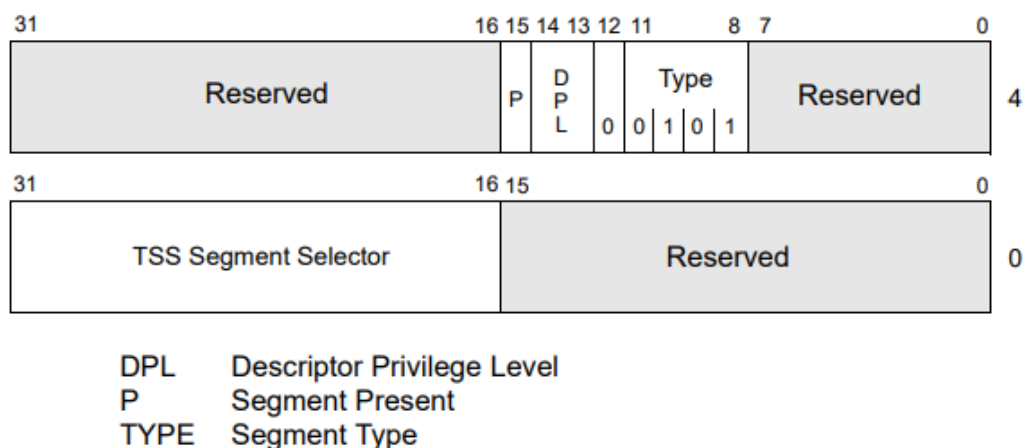 31 16 15 14 13 12 11 8 7 0
Reserved P DPL 0 Type 0 1 0 1 Reserved 4
31 16 15 0
TSS Segment Selector Reserved 0
DPL Descriptor Privilege Level
P Segment Present
TYPE Segment Type